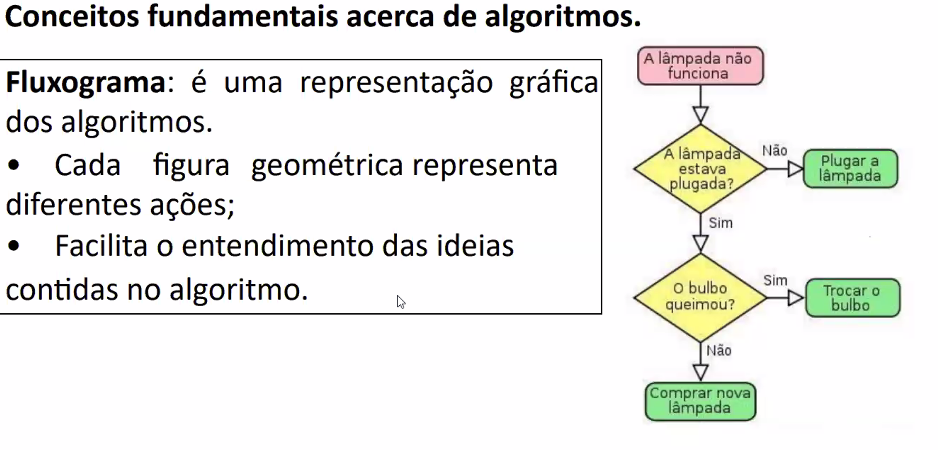 Conceitos fundamentais acerca de algoritmos.
Fluxograma: é uma representação gráfica
dos algoritmos.
• Cada figura geométrica representa
diferentes ações;
• Facilita o entendimento das ideias
contidas no algoritmo.
A lâmpada não
funciona
A lâmpada
estava
plugada?
Não
Plugar a
lâmpada
Sim
O bulbo
queimou?
Sim
Trocar o
bulbo
Não
Comprar nova
lâmpada